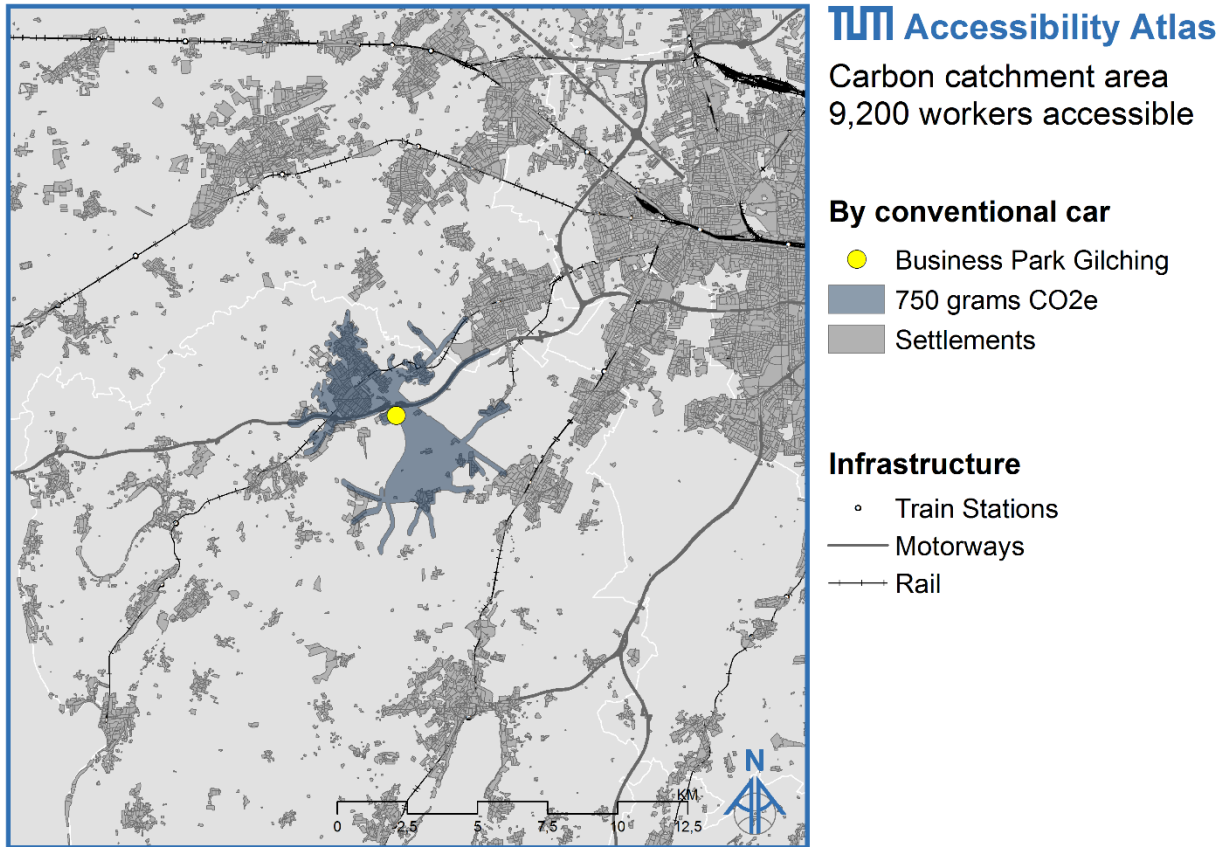 TUM Accessibility Atlas
Carbon catchment area
9,200 workers accessible
By conventional car
Business Park Gilching
750 grams CO2e
Settlements
Infrastructure
Train Stations
Motorways
Rail
N
KM
0 2,5 5 7,5 10 12,5